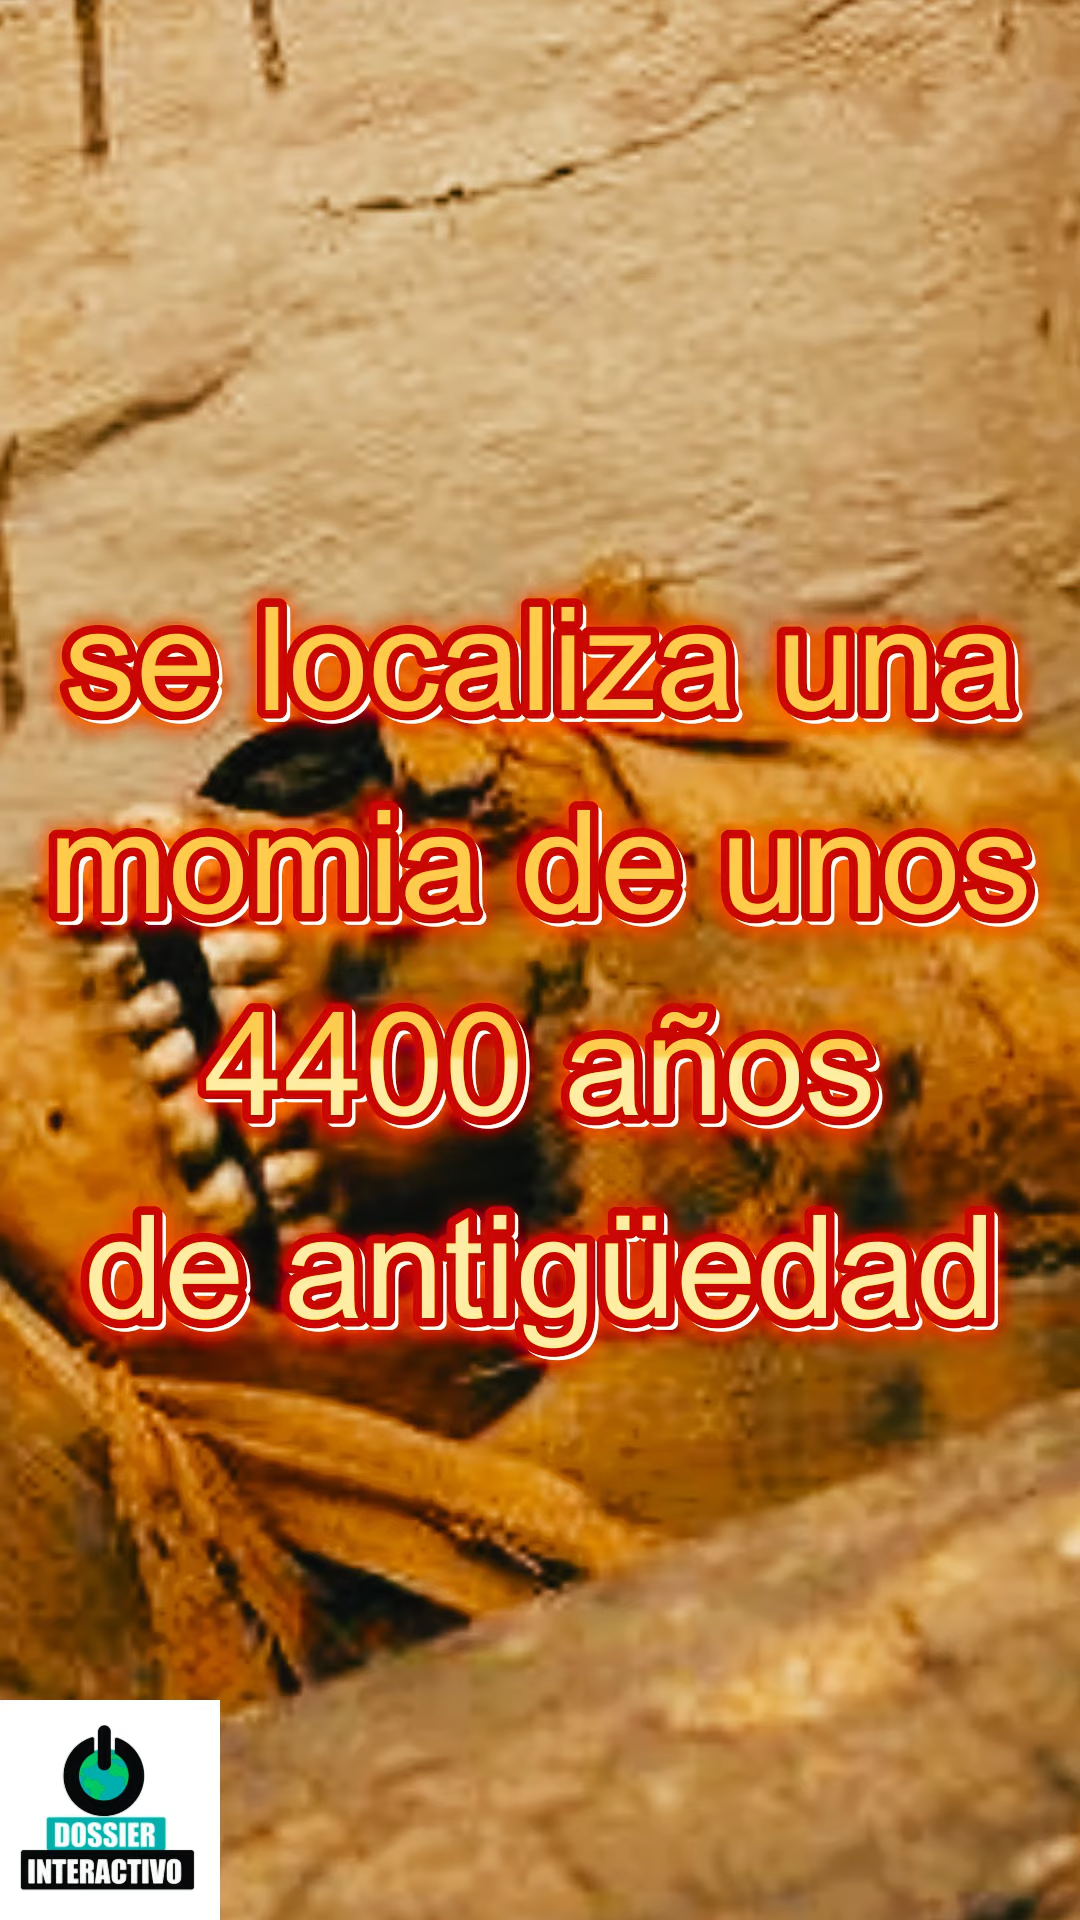 se localiza una
momia de unos
4400 años
de antigüedad
DOSSIER
INTERACTIVO